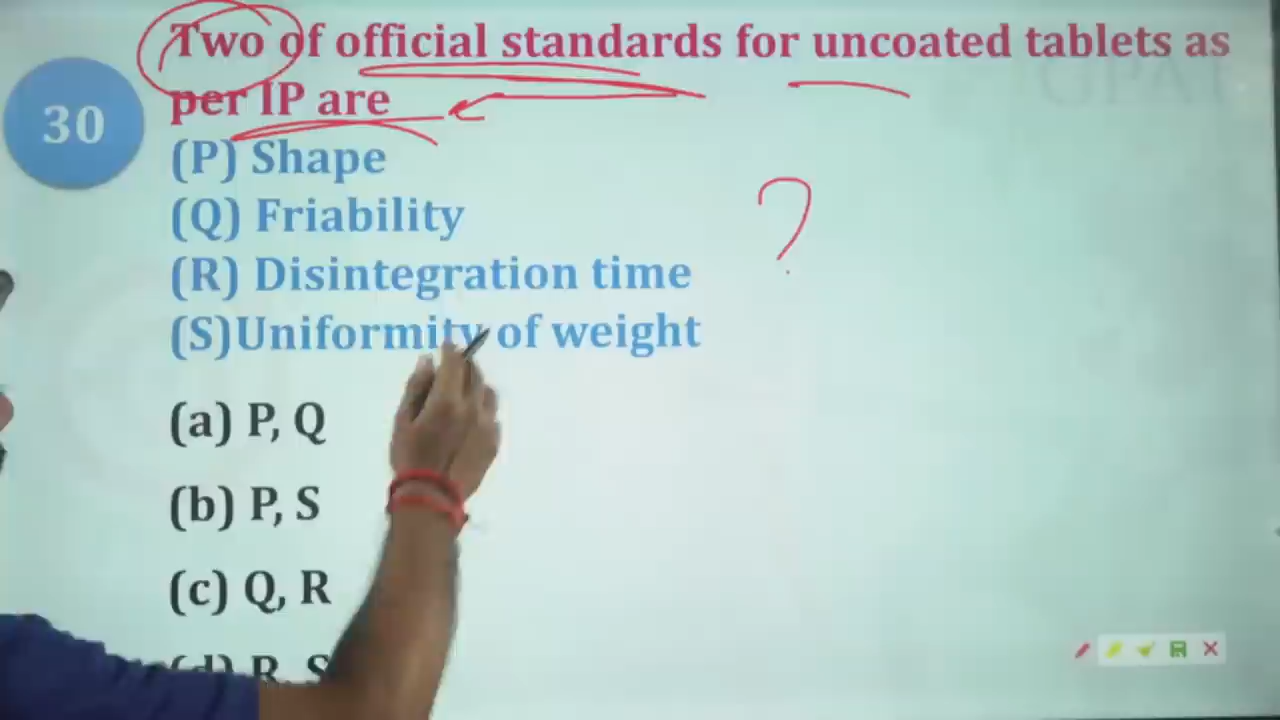 Two of official standards for uncoated tablets as
30
per IP are
(P) Shape
(Q) Friability
(R) Disintegration time
(S)Uniformity of weight
?
(a) P, Q
(b) P, S
(c) Q, R
(d) R, S
GPAT